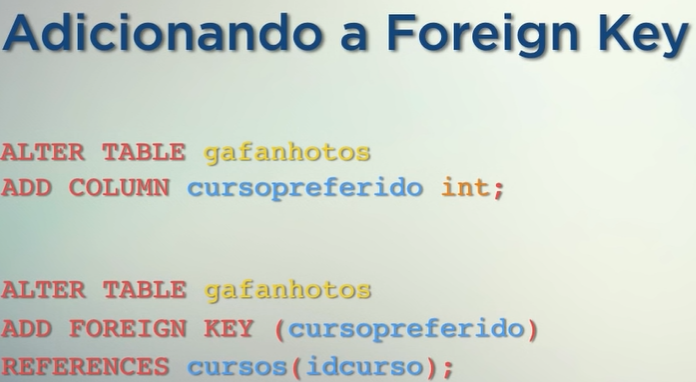 Adicionando a Foreign Key
ALTER TABLE gafanhotos
ADD COLUMN cursopreferido int;
ALTER TABLE gafanhotos
ADD FOREIGN KEY (cursopreferido)
REFERENCES cursos(idcurso);